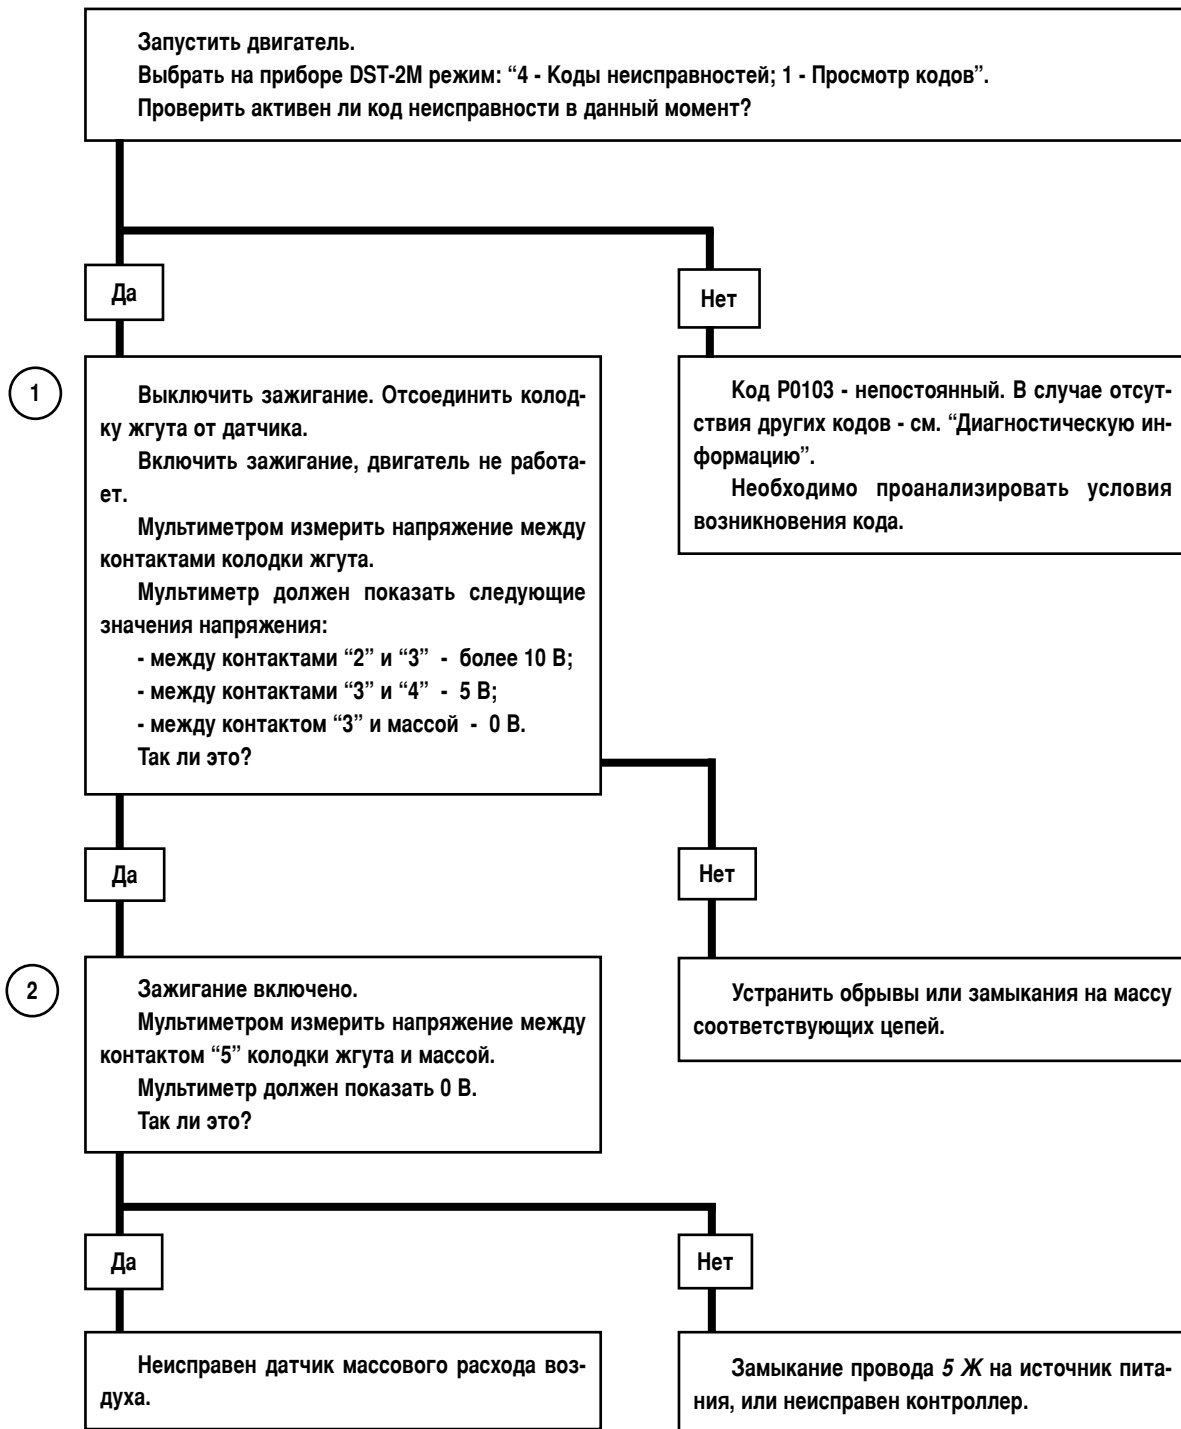 Запустить двигатель.
Выбрать на приборе DST-2M режим: “4 - Коды неисправностей; 1 - Просмотр кодов”.
Проверить активен ли код неисправности в данный момент?
Да
Нет
1
Выключить зажигание. Отсоединить колод-
ку жгута от датчика.
Включить зажигание, двигатель не работа-
ет.
Мультиметром измерить напряжение между
контактами колодки жгута.
Мультиметр должен показать следующие
значения напряжения:
- между контактами “2” и “3” - более 10 В;
- между контактами “3” и “4” - 5 В;
- между контактом “3” и массой - 0 В.
Так ли это?
Код P0103 - непостоянный. В случае отсут-
ствия других кодов - см. “Диагностическую ин-
формацию”.
Необходимо проанализировать условия
возникновения кода.
Да
Нет
2
Зажигание включено.
Мультиметром измерить напряжение между
контактом “5” колодки жгута и массой.
Мультиметр должен показать 0 В.
Так ли это?
Устранить обрывы или замыкания на массу
соответствующих цепей.
Да
Нет
Неисправен датчик массового расхода воз-
духа.
Замыкание провода 5 Ж на источник пита-
ния, или неисправен контроллер.